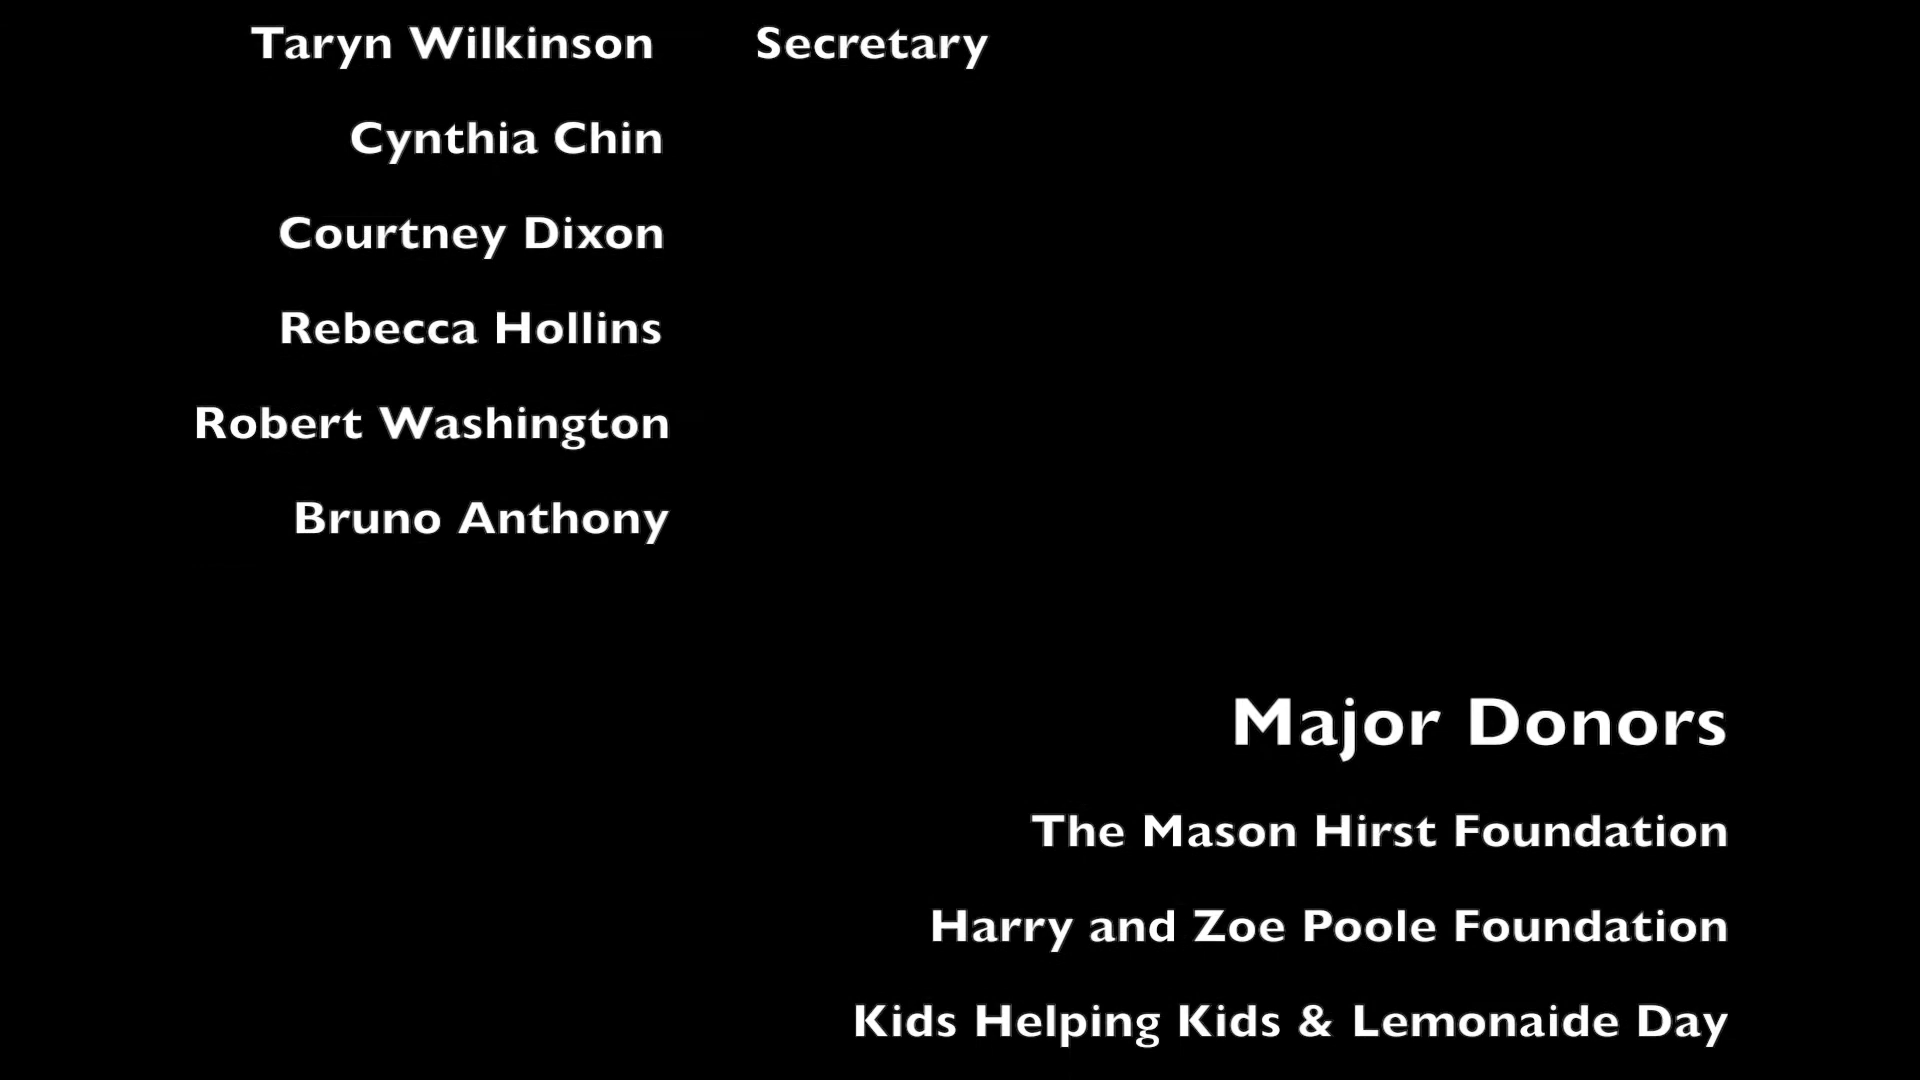 Taryn Wilkinson Secretary
Cynthia Chin
Courtney Dixon
Rebecca Hollins
Robert Washington
Bruno Anthony
Major Donors
The Mason Hirst Foundation
Harry and Zoe Poole Foundation
Kids Helping Kids & Lemonaide Day